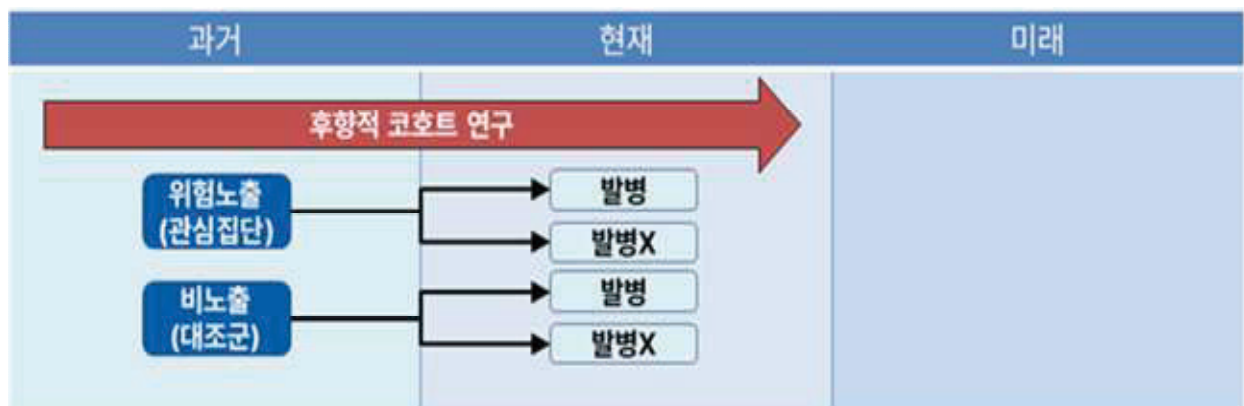 과거 현재 미래
후향적 코호트 연구
위험노출
(관심집단)
발병
발병X
비노출
(대조군)
발병
발병X